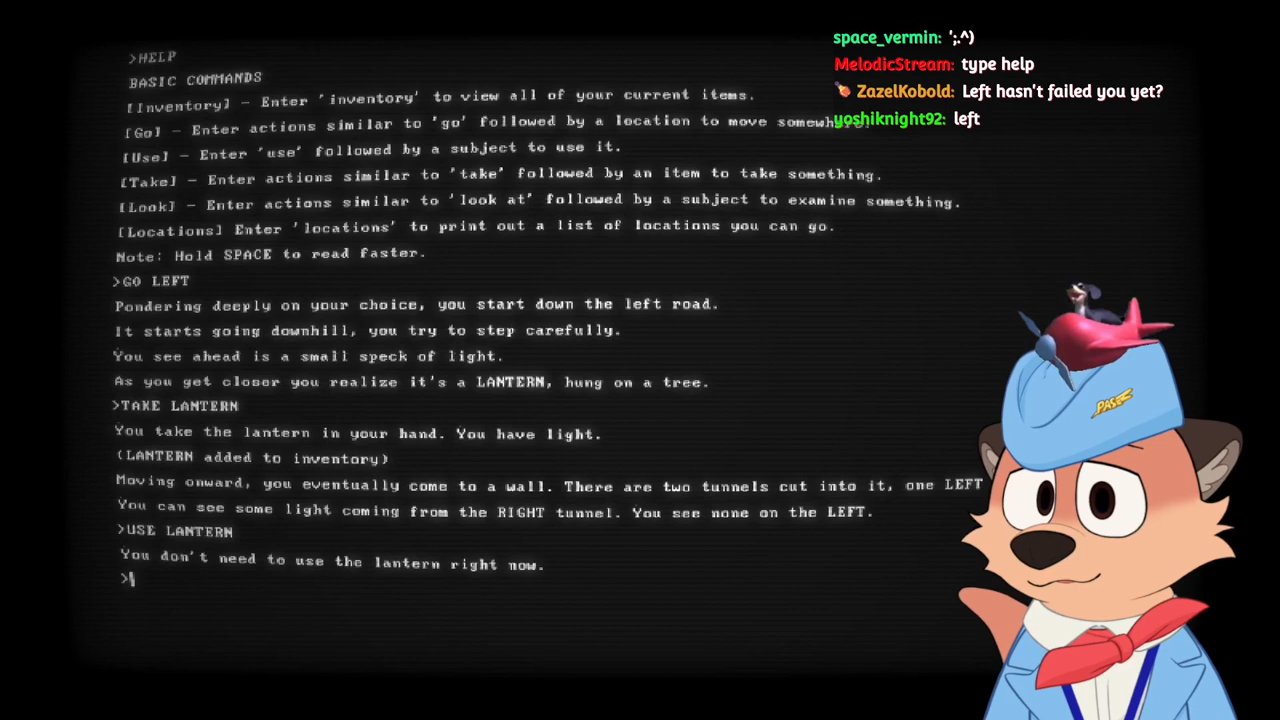 >HELP
BASIC COMMANDS
[Inventory] - Enter 'inventory' to view all of your current items.
[Go] - Enter actions similar to 'go' followed by a location to move
[Use] - Enter 'use' followed by a subject to use it.
[Take] - Enter actions similar to 'take' followed by an item to take something.
[Look] - Enter actions similar to 'look at' followed by a subject to examine something.
[Locations] Enter 'locations' to print out a list of locations you can go.
Note: Hold SPACE to read faster.
>GO LEFT
Pondering deeply on your choice, you start down the left road.
It starts going downhill, you try to step carefully.
You see ahead is a small speck of light.
As you get closer you realize it's a LANTERN, hung on a tree.
>TAKE LANTERN
You take the lantern in your hand. You have light.
(LANTERN added to inventory)
Moving onward, you eventually come to a wall. There are two tunnels cut into it, one LEFT
You can see some light coming from the RIGHT tunnel. You see none on the LEFT.
>USE LANTERN
You don't need to use the lantern right now.
>
space_vermin: ';.^)
MelodicStream: type help
ZazelKobold: Left hasn't failed you yet?
yoshiknight92: left